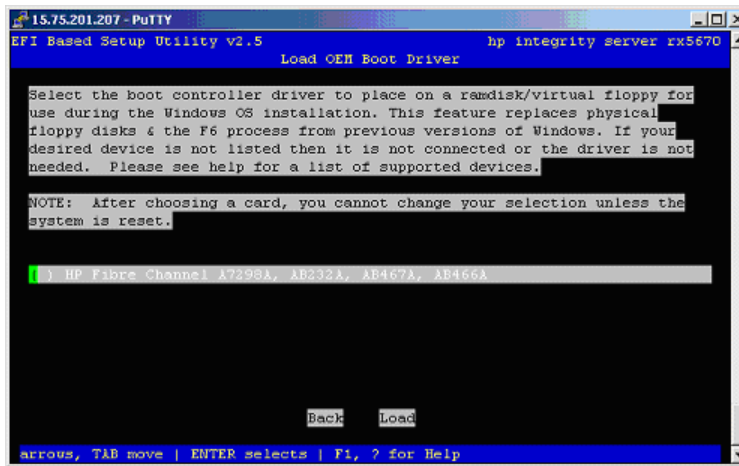 15.75.201.207 - PuTTY
EFI Based Setup Utility v2.5 hp integrity server rx5670
Load OEM Boot Driver
Select the boot controller driver to place on a ramdisk/virtual floppy for
use during the Windows OS installation. This feature replaces physical
floppy disks & the F6 process from previous versions of Windows. If your
desired device is not listed then it is not connected or the driver is not
needed. Please see help for a list of supported devices.
NOTE: After choosing a card, you cannot change your selection unless the
system is reset.
( ) HP Fibre Channel A7298A, AB232A, AB467A, AB466A
Back Load
arrows, TAB move | ENTER selects | F1, ? for Help